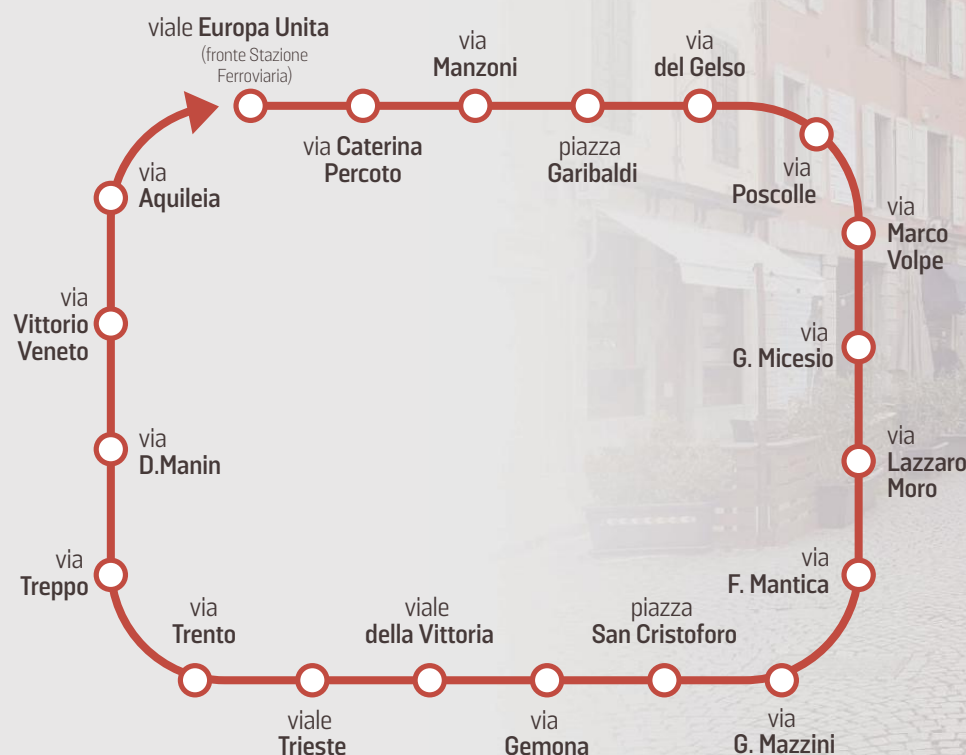 viale Europa Unita
(fronte Stazione
Ferroviaria)
via Caterina
Percoto
via
Manzoni
piazza
Garibaldi
via
del Gelso
via
Poscolle
via
Marco
Volpe
via
G. Micesio
via
Lazzaro
Moro
via
F. Mantica
via
G. Mazzini
piazza
San Cristoforo
via
Gemona
viale
della Vittoria
viale
Trieste
via
Trento
via
Treppo
via
D.Manin
via
Vittorio
Veneto
via
Aquileia